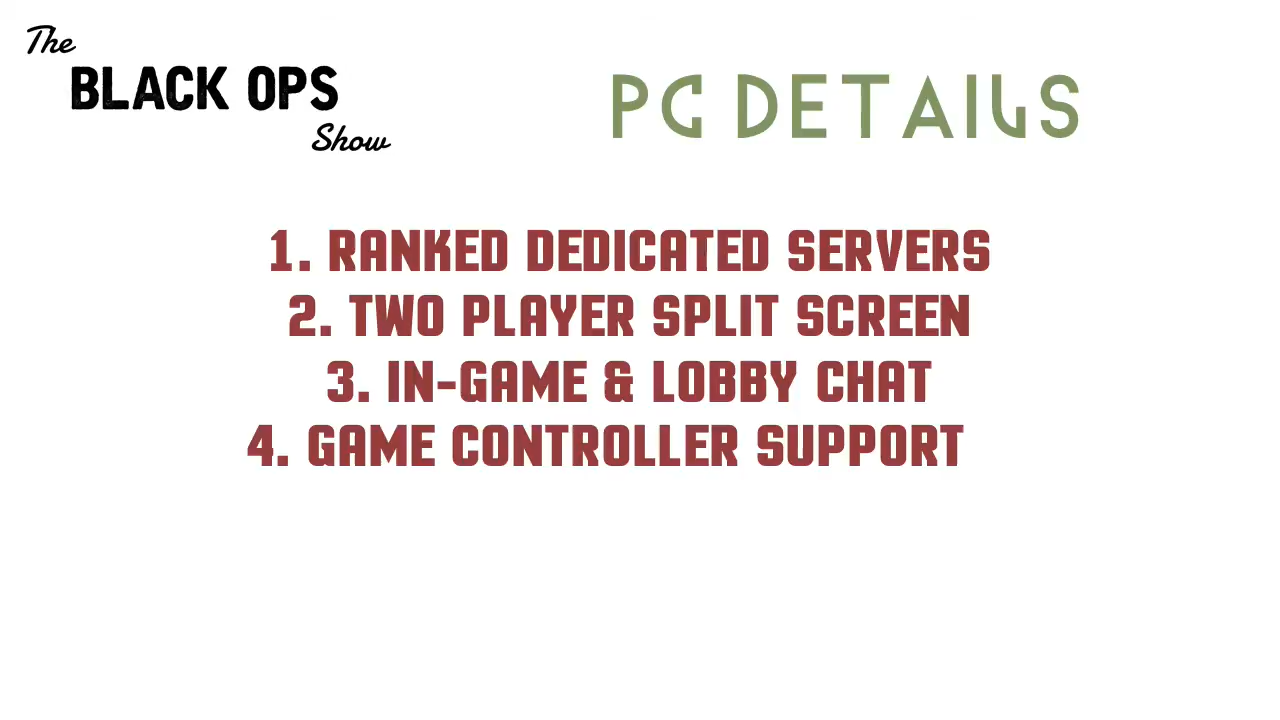 The
BLACK OPS
Show
PC DETAILS
1. RANKED DEDICATED SERVERS
2. TWO PLAYER SPLIT SCREEN
3. IN-GAME & LOBBY CHAT
4. GAME CONTROLLER SUPPORT